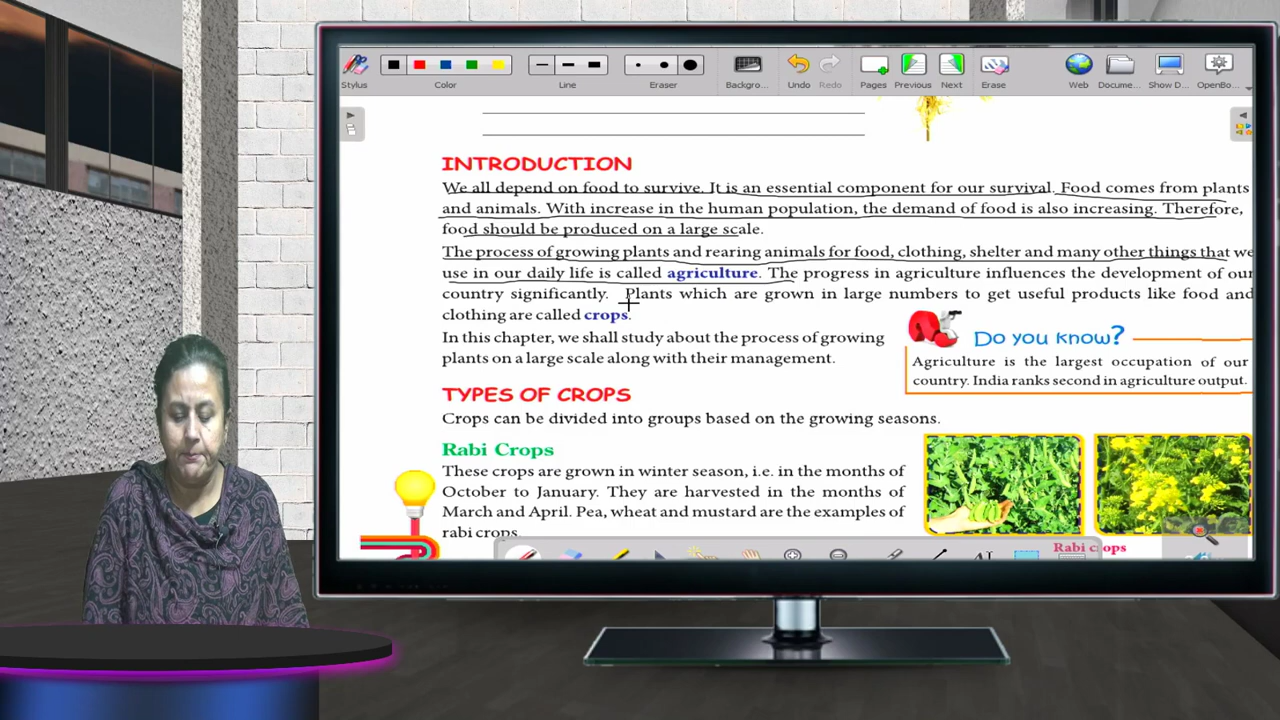 Stylus
Color
Line
Eraser
Backgro...
Undo
Redo
Pages
Previous
Next
Erase
Web
Docume...
Show D...
OpenBo...
INTRODUCTION
We all depend on food to survive. It is an essential component for our survival. Food comes from plants
and animals. With increase in the human population, the demand of food is also increasing. Therefore,
food should be produced on a large scale.
The process of growing plants and rearing animals for food, clothing, shelter and many other things that we
use in our daily life is called agriculture. The progress in agriculture influences the development of our
country significantly. Plants which are grown in large numbers to get useful products like food and
clothing are called crops.
In this chapter, we shall study about the process of growing
plants on a large scale along with their management.
Do you know?
Agriculture is the largest occupation of our
country. India ranks second in agriculture output.
TYPES OF CROPS
Crops can be divided into groups based on the growing seasons.
Rabi Crops
These crops are grown in winter season, i.e. in the months of
October to January. They are harvested in the months of
March and April. Pea, wheat and mustard are the examples of
rabi crops.
Rabi crops